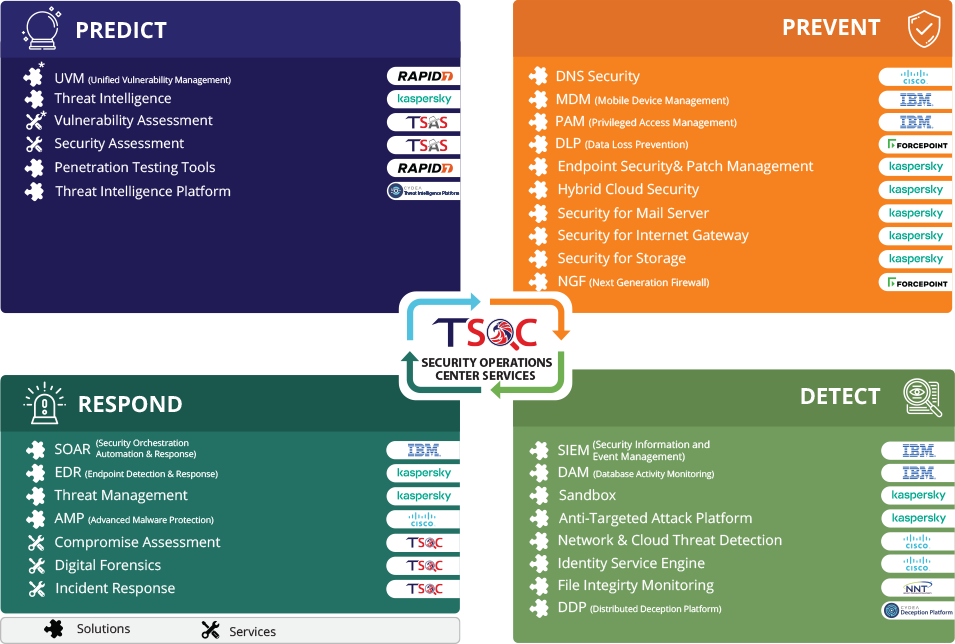 PREDICT
*
UVM (Unified Vulnerability Management) RAPID7
Threat Intelligence kaspersky
* Vulnerability Assessment TSAS
Security Assessment TSAS
Penetration Testing Tools RAPID7
Threat Intelligence Platform CYDEA Threat Intelligence Platform
PREVENT
DNS Security CISCO
MDM (Mobile Device Management) IBM
PAM (Privileged Access Management) IBM
DLP (Data Loss Prevention) FORCEPOINT
Endpoint Security& Patch Management kaspersky
Hybrid Cloud Security kaspersky
Security for Mail Server kaspersky
Security for Internet Gateway kaspersky
Security for Storage kaspersky
NGF (Next Generation Firewall) FORCEPOINT
TSOC
SECURITY OPERATIONS
CENTER SERVICES
RESPOND
SOAR (Security Orchestration
Automation & Response) IBM
EDR (Endpoint Detection & Response) kaspersky
Threat Management kaspersky
AMP (Advanced Malware Protection) CISCO
Compromise Assessment TSOC
Digital Forensics TSOC
Incident Response TSOC
DETECT
SIEM (Security Information and
Event Management) IBM
DAM (Database Activity Monitoring) IBM
Sandbox kaspersky
Anti-Targeted Attack Platform kaspersky
Network & Cloud Threat Detection CISCO
Identity Service Engine CISCO
File Integirty Monitoring NNT
DDP (Distributed Deception Platform) CYDEA Deception Platform
Solutions Services